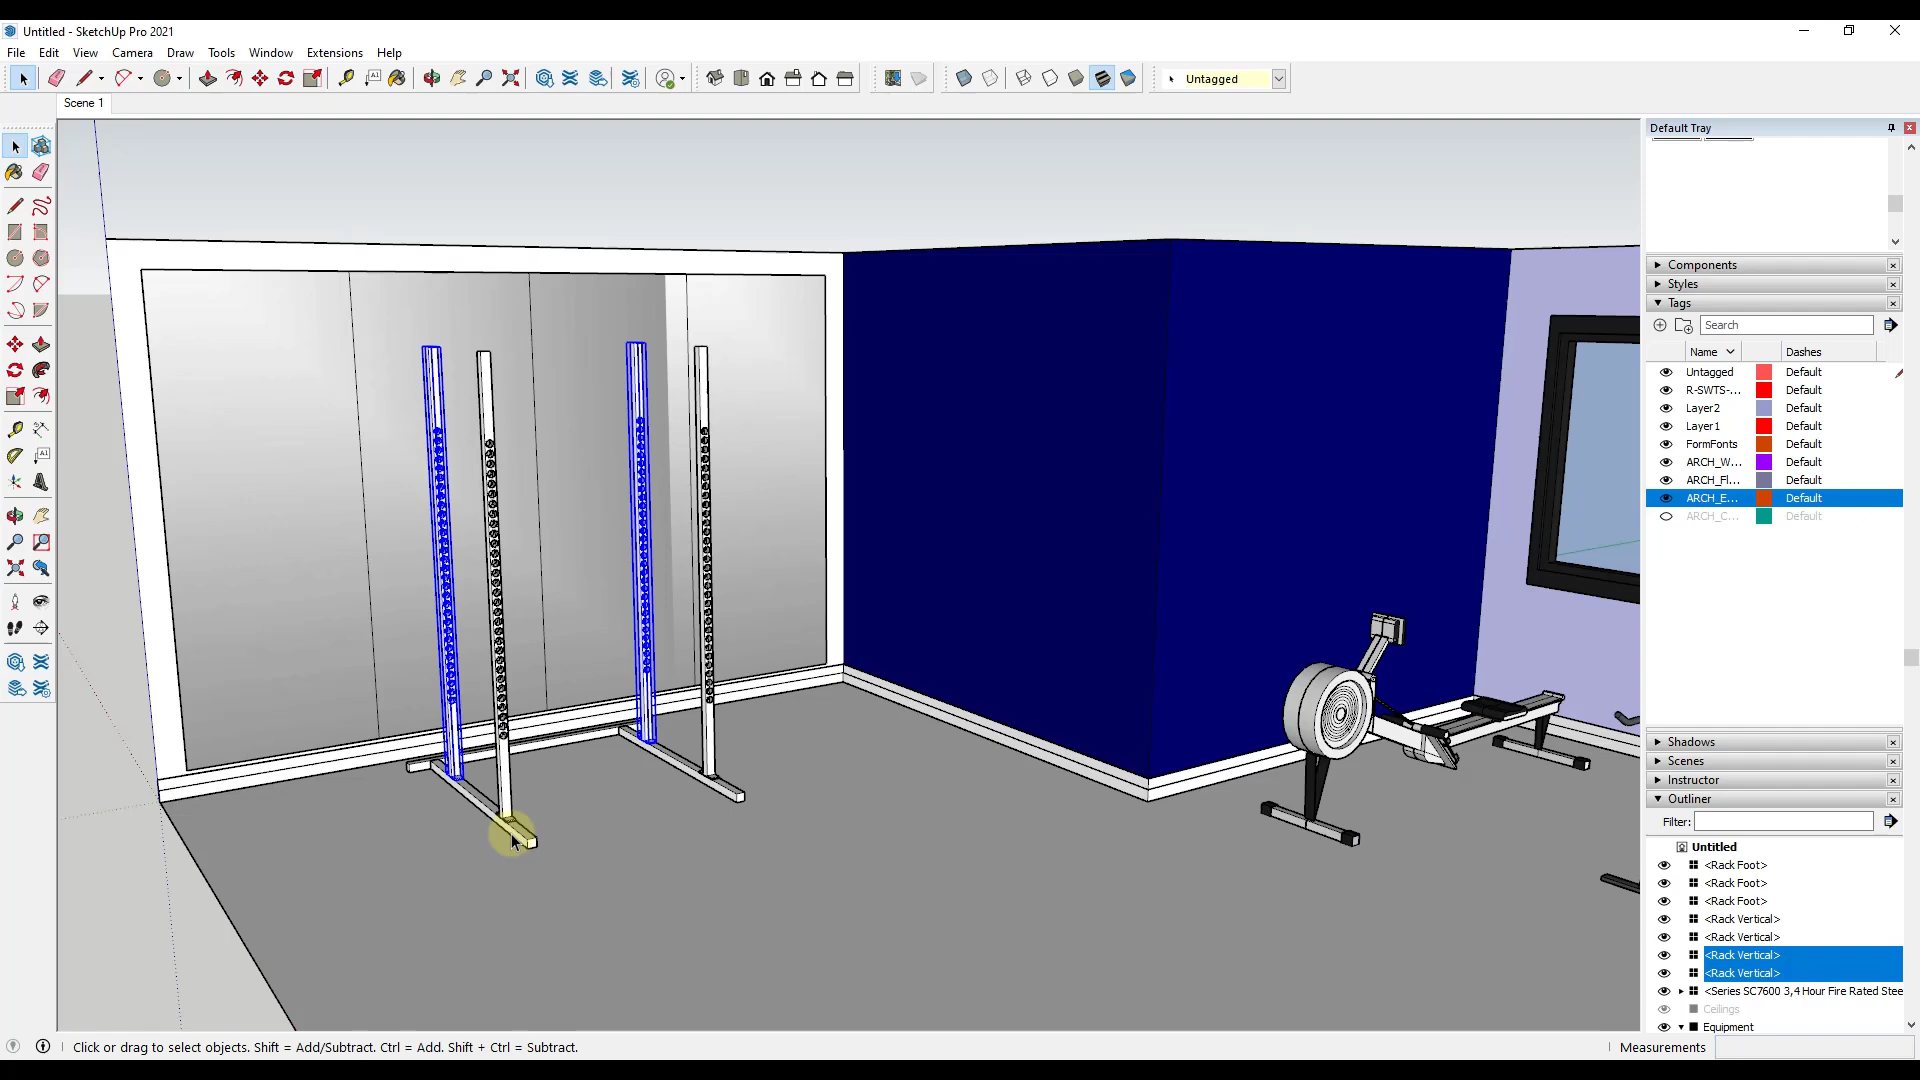 Untitled - SketchUp Pro 2021
File Edit View Camera Draw Tools Window Extensions Help
Untagged
Scene 1
Default Tray
Components
Styles
Tags
Search
Name Dashes
Untagged Default
R-SWTS-... Default
Layer2 Default
Layer1 Default
FormFonts Default
ARCH_W... Default
ARCH_Fl... Default
ARCH_E... Default
ARCH_C... Default
Shadows
Scenes
Instructor
Outliner
Filter:
Untitled
<Rack Foot>
<Rack Foot>
<Rack Foot>
<Rack Vertical>
<Rack Vertical>
<Rack Vertical>
<Rack Vertical>
<Series SC7600 3,4 Hour Fire Rated Stee
Ceilings
Equipment
Click or drag to select objects. Shift = Add/Subtract. Ctrl = Add. Shift + Ctrl = Subtract.
Measurements